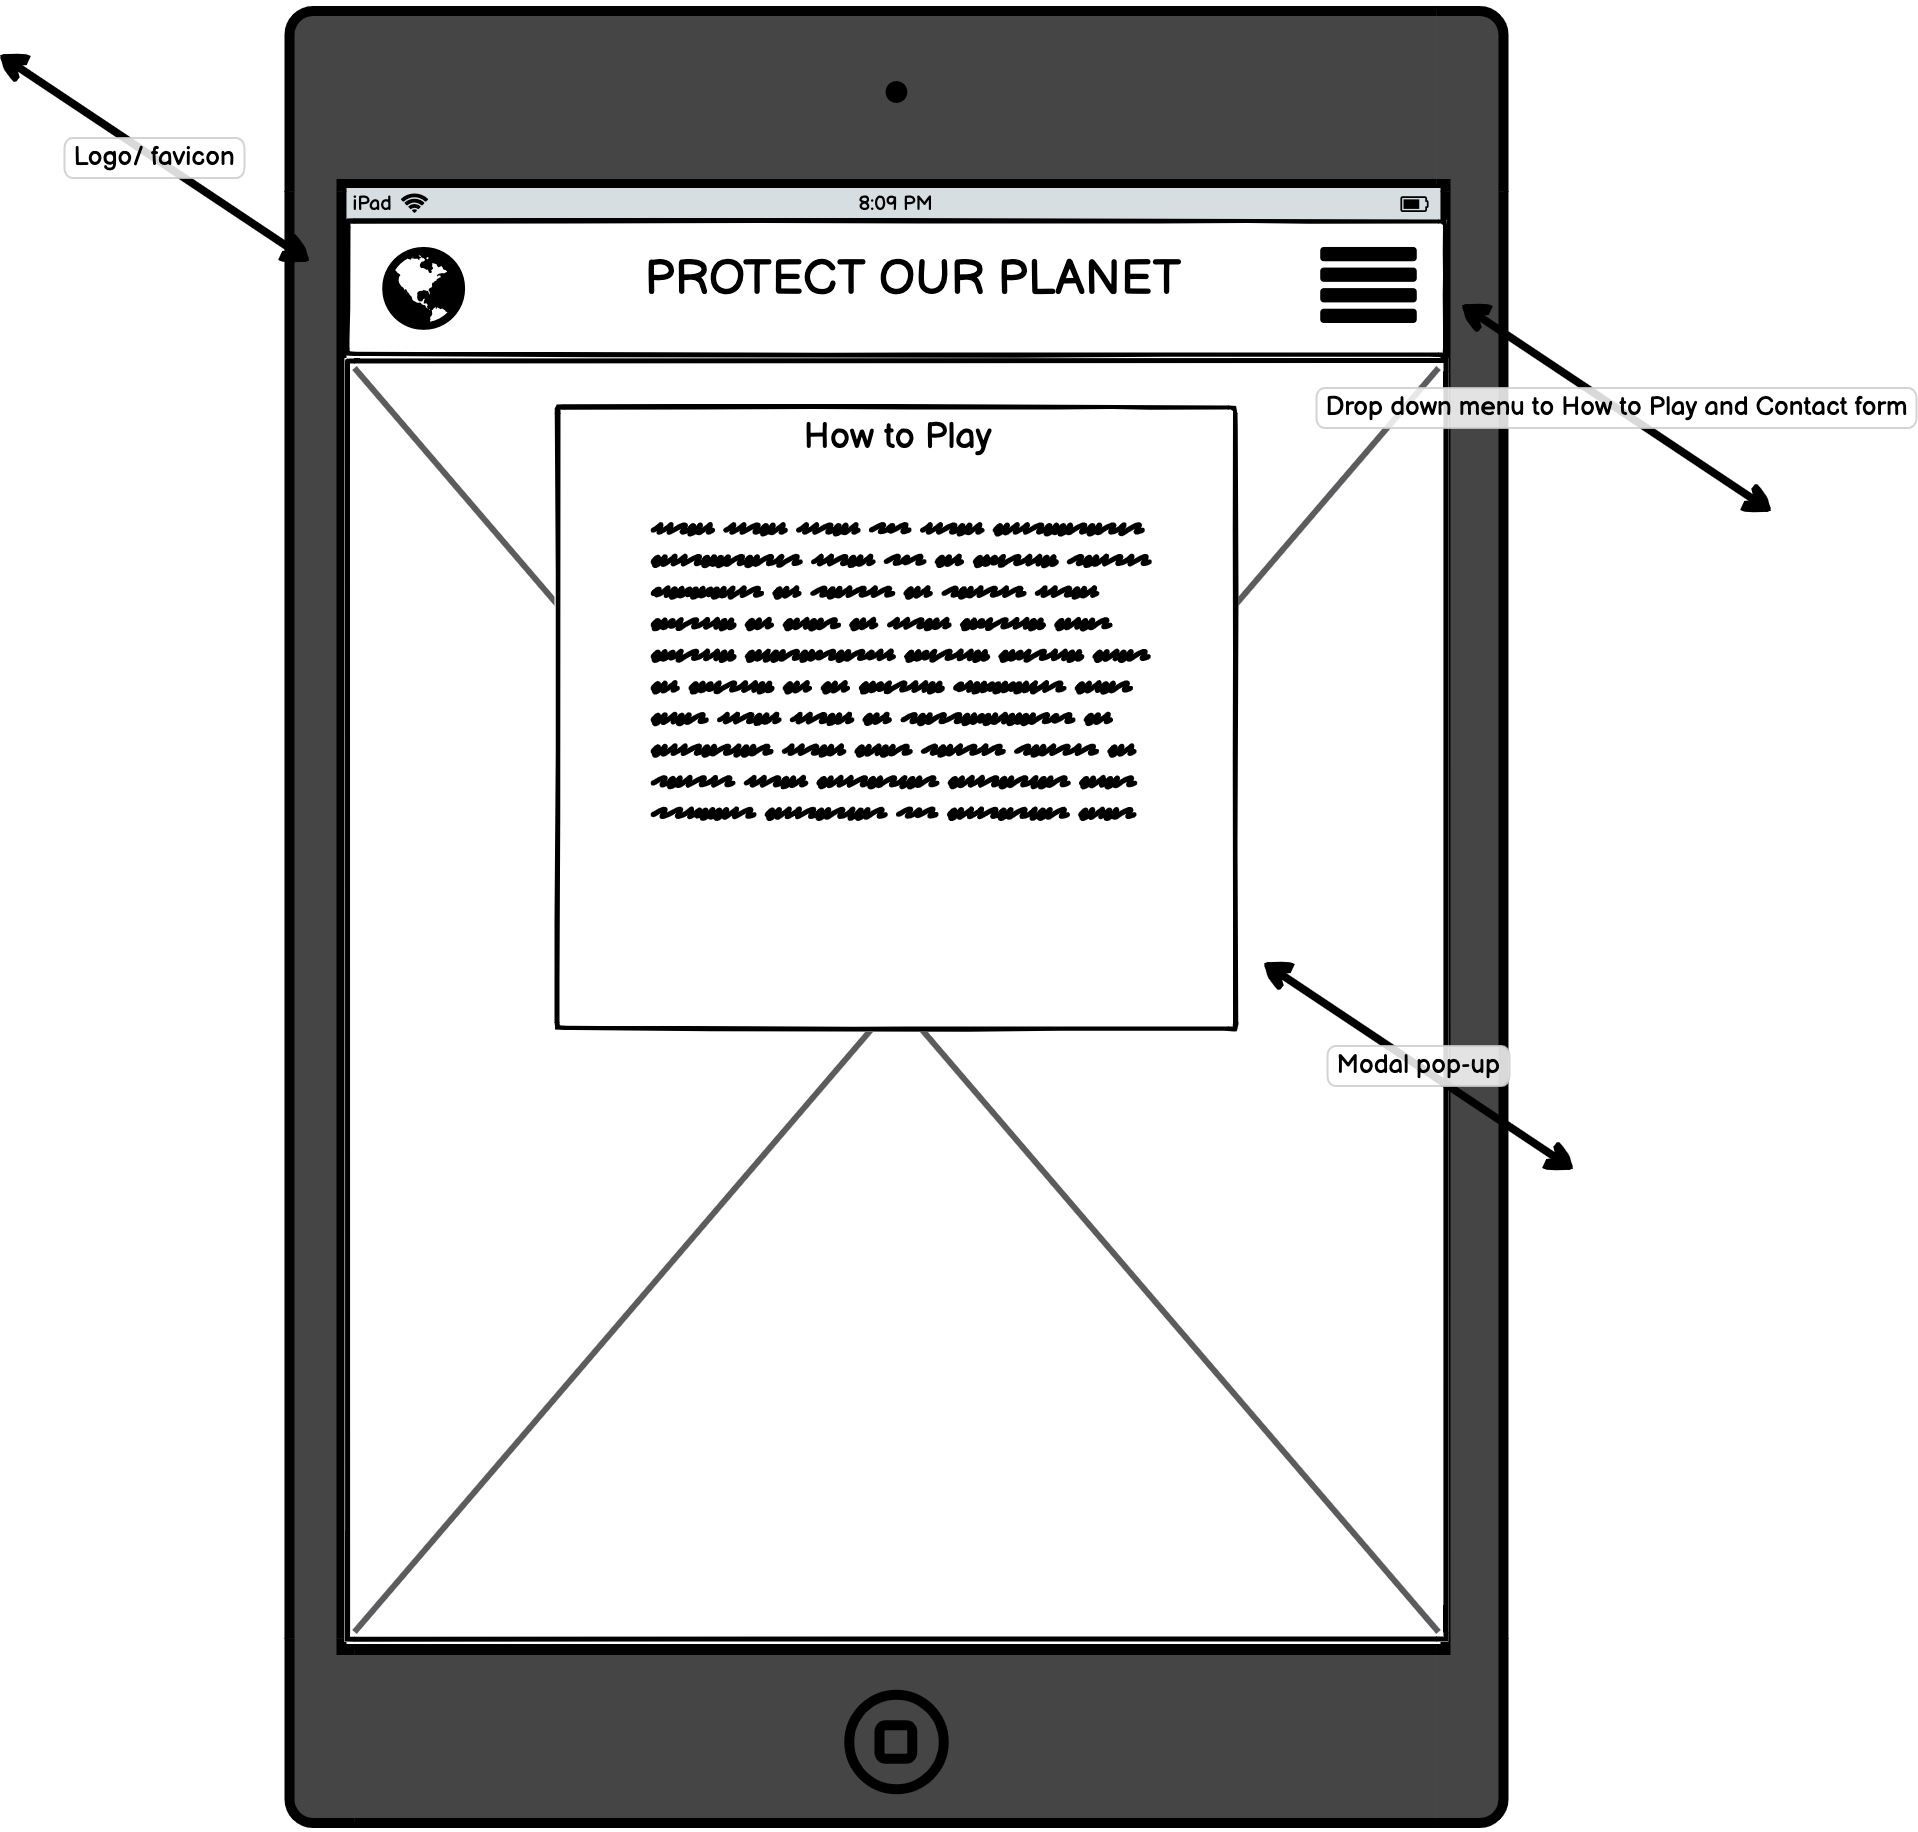 Logo/ favicon
iPad 8:09 PM
PROTECT OUR PLANET
Drop down menu to How to Play and Contact form
How to Play
Modal pop-up